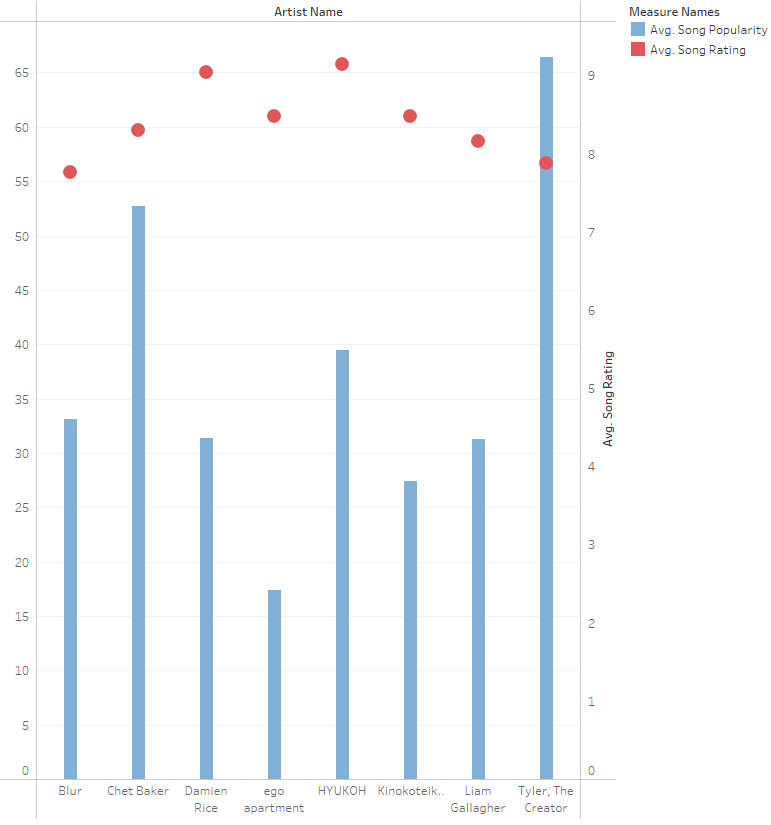 Artist Name
Measure Names
Avg. Song Popularity
Avg. Song Rating
65
60
55
50
45
40
35
30
25
20
15
10
5
0
9
8
7
6
5
4
3
2
1
0
Avg. Song Rating
Blur
Chet Baker
Damien
Rice
ego
apartment
HYUKOH
Kinokoteik..
Liam
Gallagher
Tyler, The
Creator